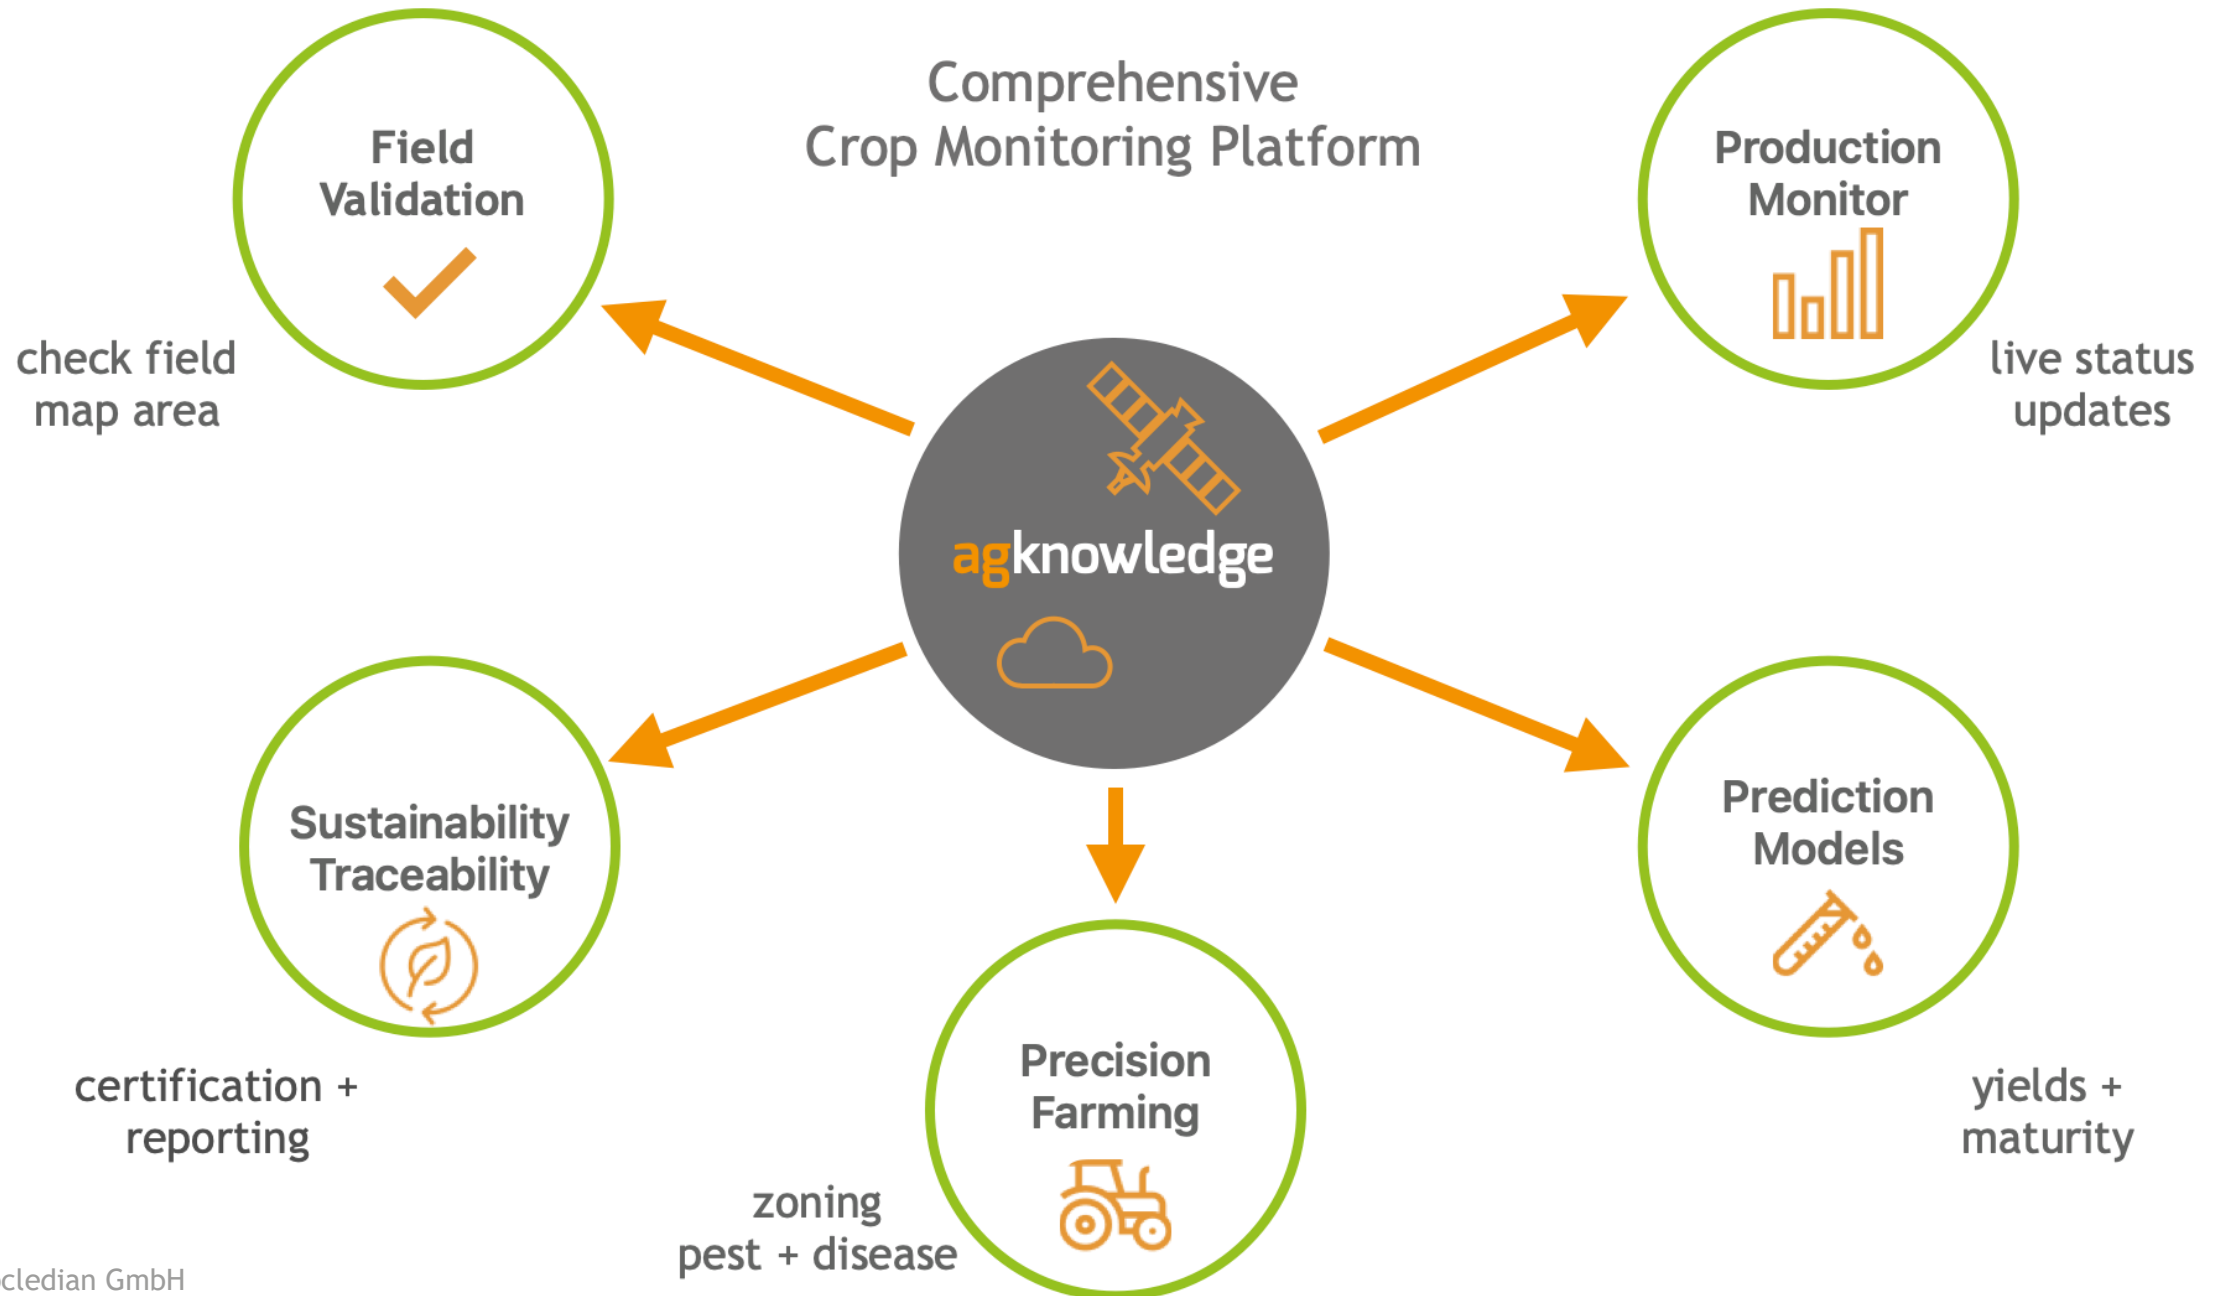 Comprehensive
Crop Monitoring Platform
Field
Validation
check field
map area
Production
Monitor
live status
updates
agknowledge
Sustainability
Traceability
certification +
reporting
Precision
Farming
zoning
pest + disease
Prediction
Models
yields +
maturity
cledian GmbH